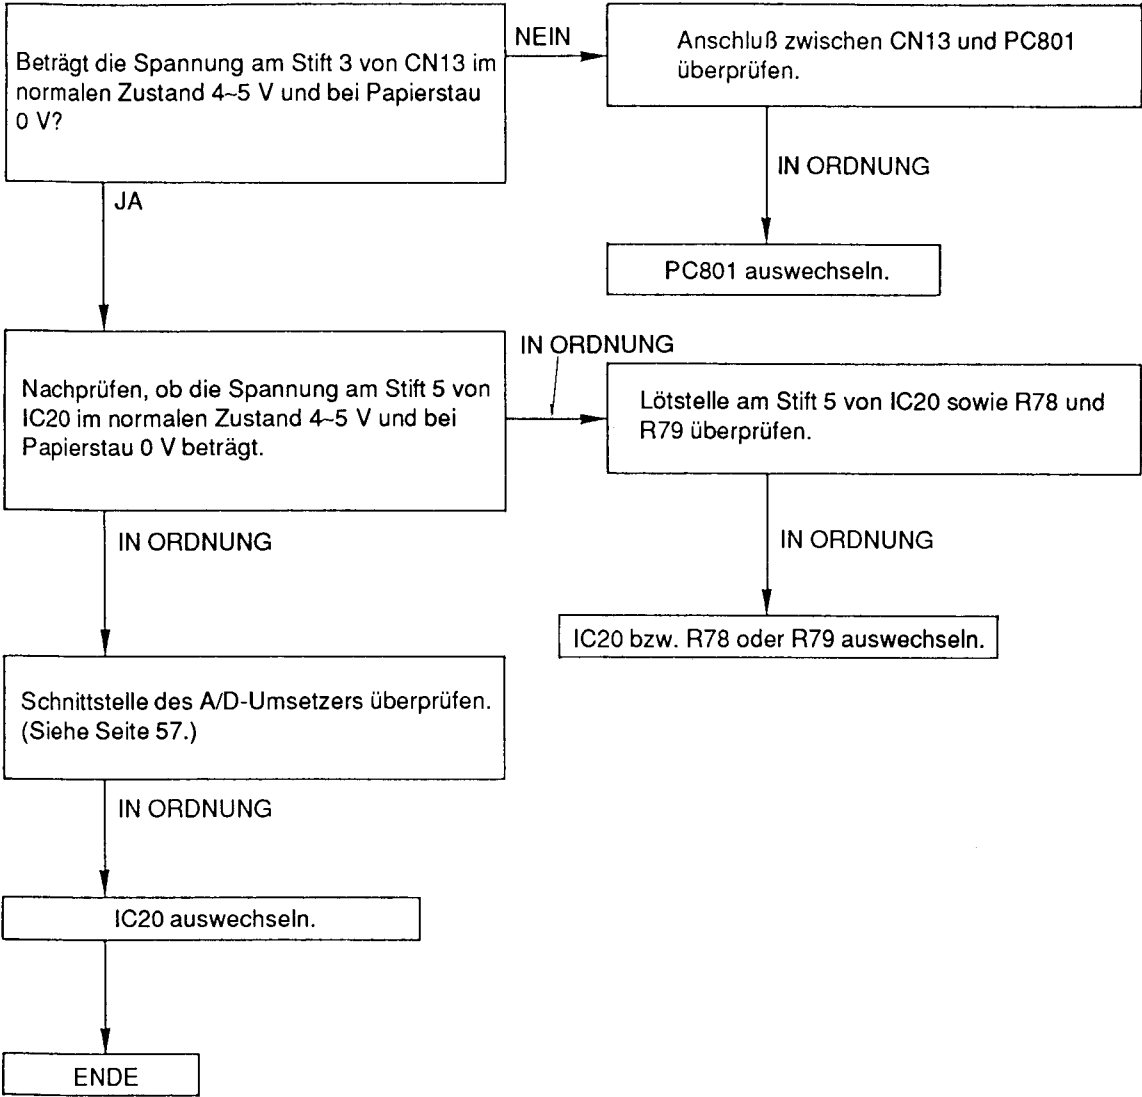 Beträgt die Spannung am Stift 3 von CN13 im
normalen Zustand 4~5 V und bei Papierstau
0 V?
NEIN
Anschluß zwischen CN13 und PC801
überprüfen.
IN ORDNUNG
PC801 auswechseln.
JA
Nachprüfen, ob die Spannung am Stift 5 von
IC20 im normalen Zustand 4~5 V und bei
Papierstau 0 V beträgt.
IN ORDNUNG
Lötstelle am Stift 5 von IC20 sowie R78 und
R79 überprüfen.
IN ORDNUNG
IC20 bzw. R78 oder R79 auswechseln.
IN ORDNUNG
Schnittstelle des A/D-Umsetzers überprüfen.
(Siehe Seite 57.)
IN ORDNUNG
IC20 auswechseln.
ENDE